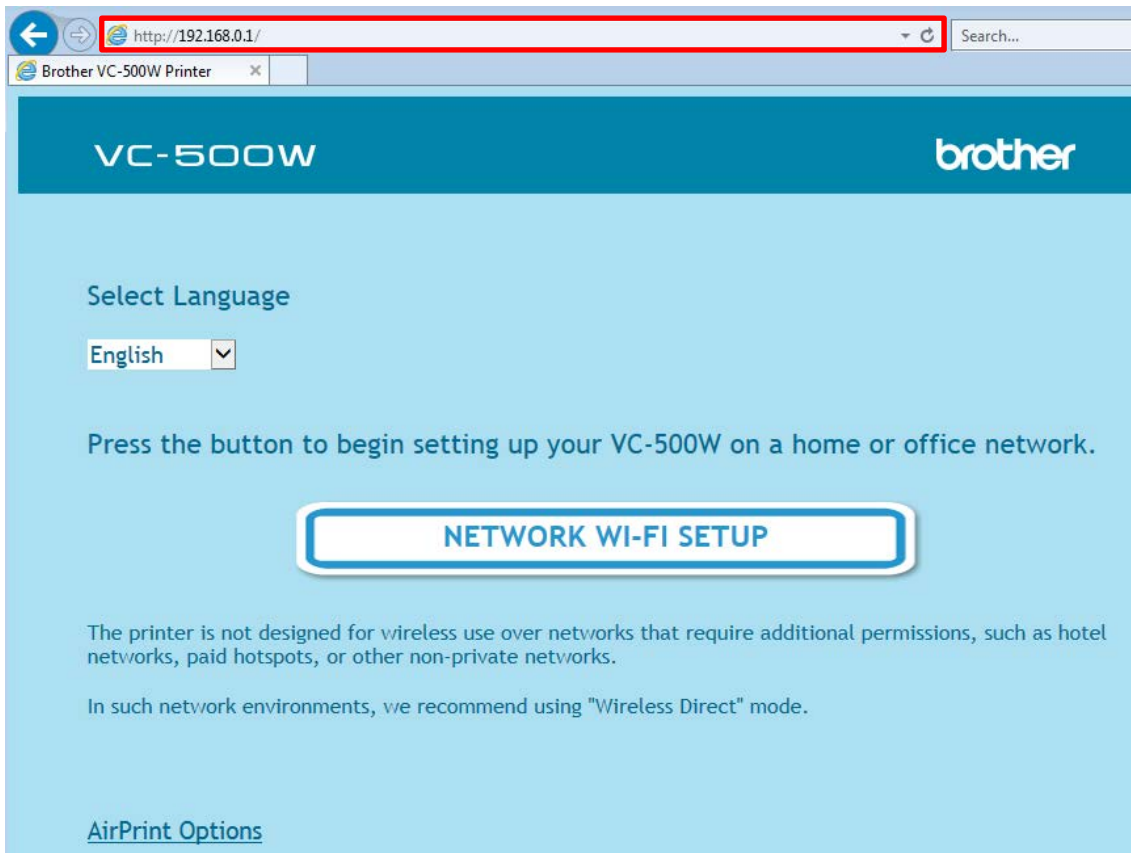 http://192.168.0.1/
Search...
Brother VC-500W Printer
VC-500W
brother
Select Language
English
Press the button to begin setting up your VC-500W on a home or office network.
NETWORK WI-FI SETUP
The printer is not designed for wireless use over networks that require additional permissions, such as hotel
networks, paid hotspots, or other non-private networks.
In such network environments, we recommend using "Wireless Direct" mode.
AirPrint Options